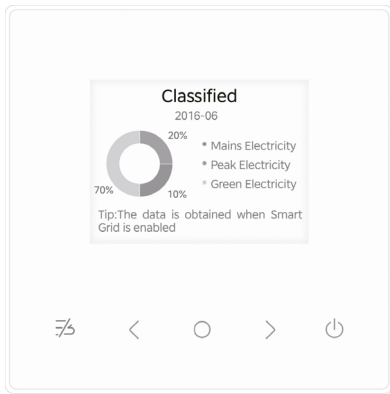 Classified
2016-06
20%
• Mains Electricity
• Peak Electricity
• Green Electricity
70%
10%
Tip:The data is obtained when Smart
Grid is enabled